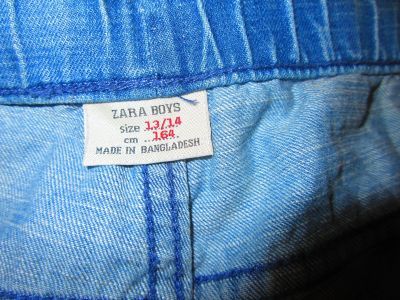 ZARA BOYS
size 13/14
cm ..164..
MADE IN BANGLADESH